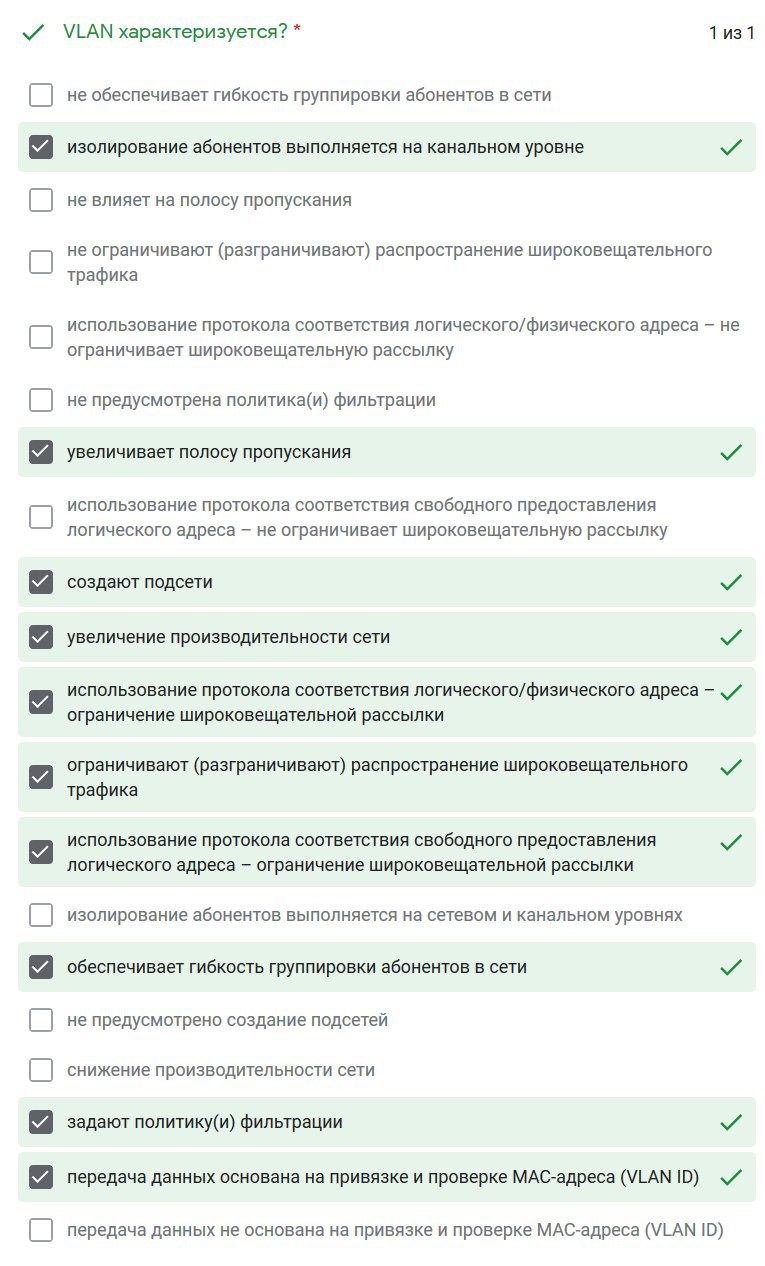 VLAN характеризуется? *
1 из 1
не обеспечивает гибкость группировки абонентов в сети
изолирование абонентов выполняется на канальном уровне
не влияет на полосу пропускания
не ограничивают (разграничивают) распространение широковещательного
трафика
использование протокола соответствия логического/физического адреса – не
ограничивает широковещательную рассылку
не предусмотрена политика(и) фильтрации
увеличивает полосу пропускания
использование протокола соответствия свободного предоставления
логического адреса – не ограничивает широковещательную рассылку
создают подсети
увеличение производительности сети
использование протокола соответствия логического/физического адреса –
ограничение широковещательной рассылки
ограничивают (разграничивают) распространение широковещательного
трафика
использование протокола соответствия свободного предоставления
логического адреса – ограничение широковещательной рассылки
изолирование абонентов выполняется на сетевом и канальном уровнях
обеспечивает гибкость группировки абонентов в сети
не предусмотрено создание подсетей
снижение производительности сети
задают политику(и) фильтрации
передача данных основана на привязке и проверке MAC-адреса (VLAN ID)
передача данных не основана на привязке и проверке MAC-адреса (VLAN ID)